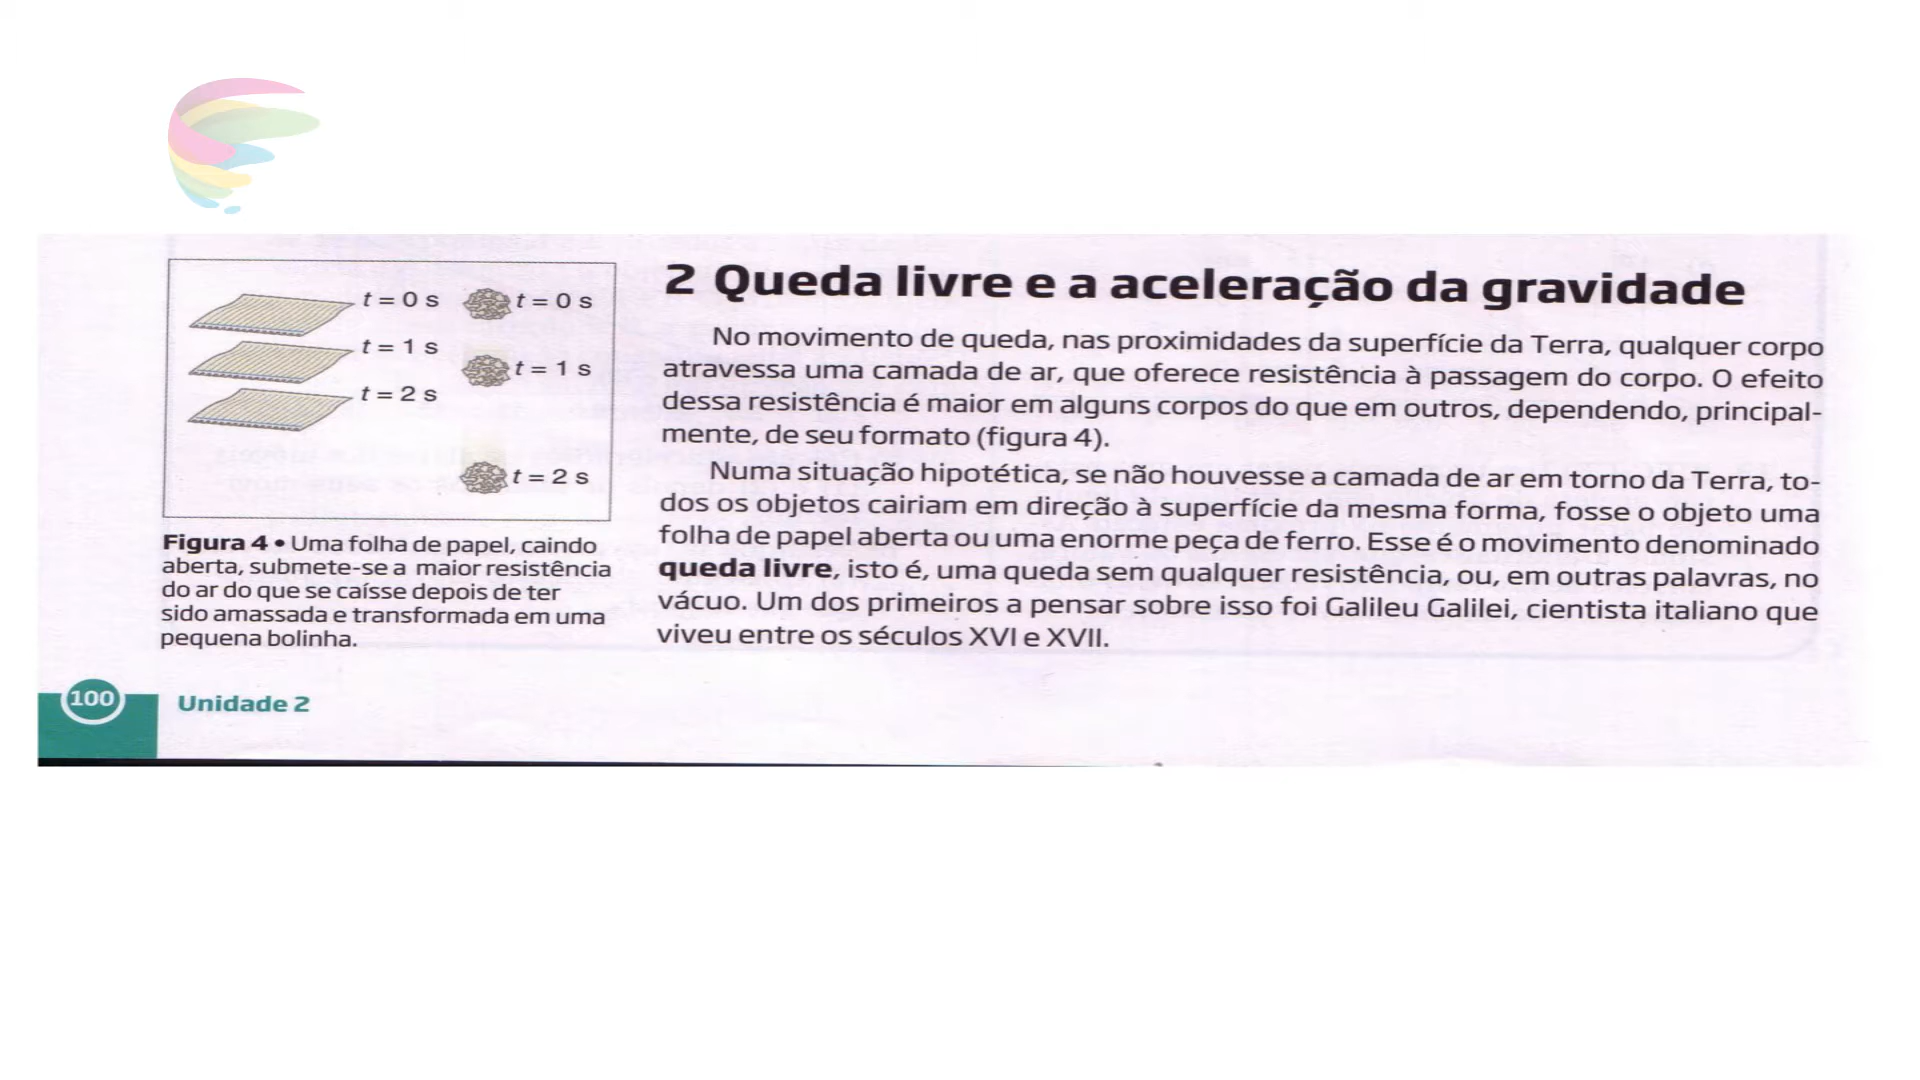 t = 0 s
t = 1 s
t = 2 s
t = 0 s
t = 1 s
t = 2 s
Figura 4 • Uma folha de papel, caindo
aberta, submete-se a maior resistência
do ar do que se caísse depois de ter
sido amassada e transformada em uma
pequena bolinha.
2 Queda livre e a aceleração da gravidade
No movimento de queda, nas proximidades da superfície da Terra, qualquer corpo
atravessa uma camada de ar, que oferece resistência à passagem do corpo. O efeito
dessa resistência é maior em alguns corpos do que em outros, dependendo, principal-
mente, de seu formato (figura 4).
Numa situação hipotética, se não houvesse a camada de ar em torno da Terra, to-
dos os objetos cairiam em direção à superfície da mesma forma, fosse o objeto uma
folha de papel aberta ou uma enorme peça de ferro. Esse é o movimento denominado
queda livre, isto é, uma queda sem qualquer resistência, ou, em outras palavras, no
vácuo. Um dos primeiros a pensar sobre isso foi Galileu Galilei, cientista italiano que
viveu entre os séculos XVI e XVII.
100
Unidade 2